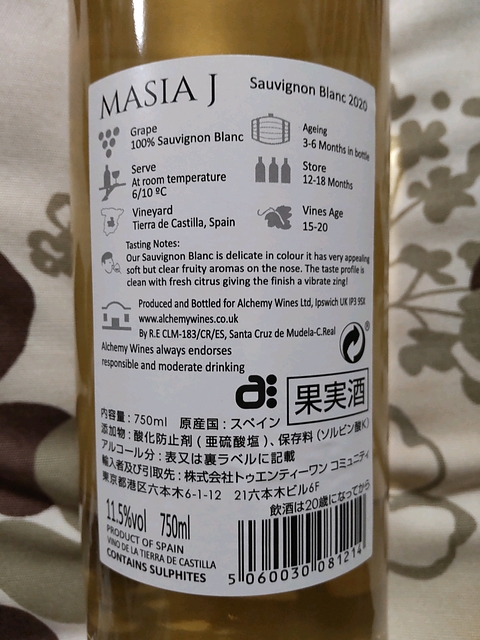 MASIA J
Sauvignon Blanc 2020
Grape
100% Sauvignon Blanc
Ageing
3-6 Months in bottle
Serve
At room temperature
6/10 ºC
Store
12-18 Months
Vineyard
Tierra de Castilla, Spain
Vines Age
15-20
Tasting Notes:
Our Sauvignon Blanc is delicate in colour it has very appealing
soft but clear fruity aromas on the nose. The taste profile is
clean with fresh citrus giving the finish a vibrate zing!
Produced and Bottled for Alchemy Wines Ltd, Ipswich UK IP3 9SX
www.alchemywines.co.uk
By R.E CLM-183/CR/ES, Santa Cruz de Mudela-C.Real
Alchemy Wines always endorses
responsible and moderate drinking
a:
果実酒
内容量：750ml 原産国：スペイン
添加物：酸化防止剤（亜硫酸塩）、保存料（ソルビン酸K）
アルコール分：表又は裏ラベルに記載
輸入者及び引取先：株式会社トゥエンティーワン コミュニティ
東京都港区六本木6-1-12 21六本木ビル6F
飲酒は20歳になってから
11.5%vol 750ml
PRODUCT OF SPAIN
VINO DE LA TIERRA DE CASTILLA
CONTAINS SULPHITES
5 060030 081214